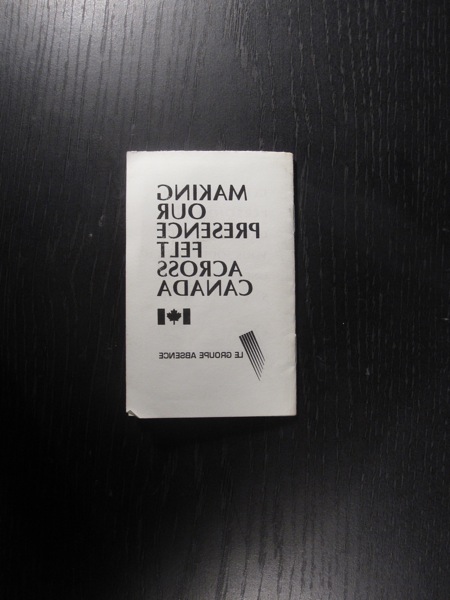 MAKING
OUR
PRESENCE
FELT
ACROSS
CANADA
LE GROUPE ABSENCE